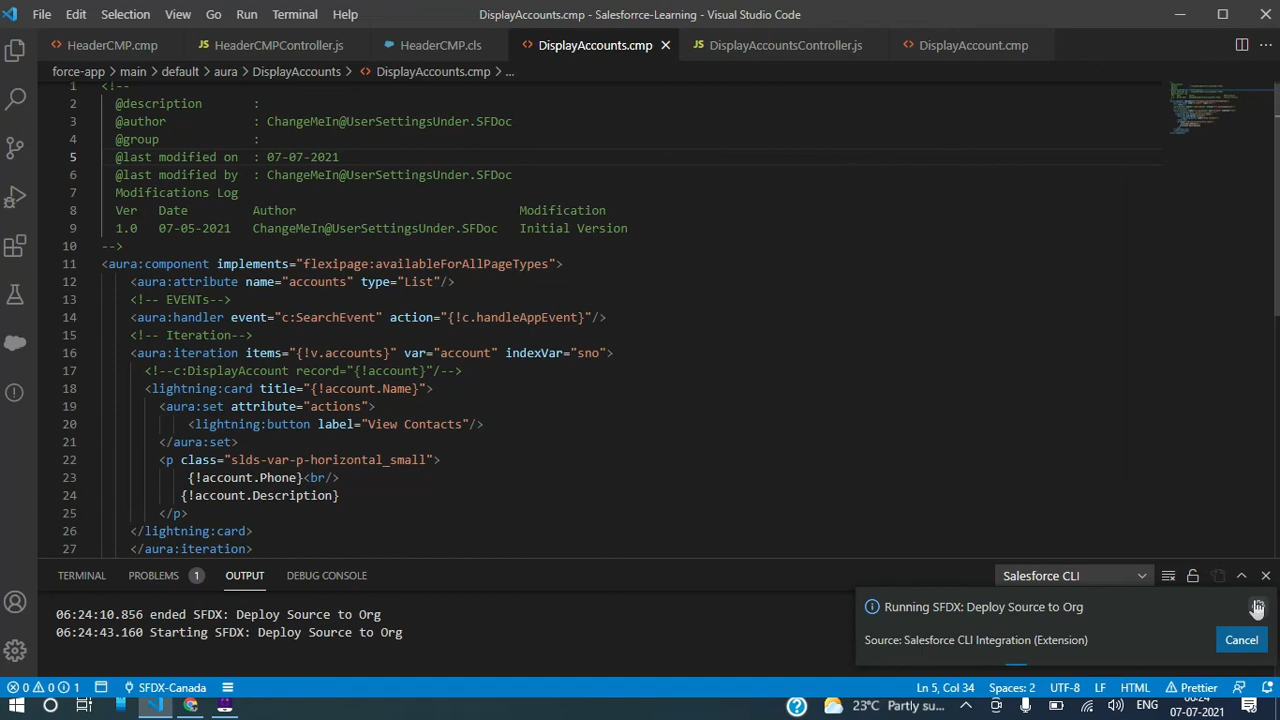 File Edit Selection View Go Run Terminal Help DisplayAccounts.cmp - Salesforrce-Learning - Visual Studio Code
HeaderCMP.cmp HeaderCMPController.js HeaderCMP.cls DisplayAccounts.cmp DisplayAccountsController.js DisplayAccount.cmp
force-app > main > default > aura > DisplayAccounts > DisplayAccounts.cmp > ...
1 <!--
2 @description :
3 @author : ChangeMeIn@UserSettingsUnder.SFDoc
4 @group :
5 @last modified on : 07-07-2021
6 @last modified by : ChangeMeIn@UserSettingsUnder.SFDoc
7 Modifications Log
8 Ver Date Author Modification
9 1.0 07-05-2021 ChangeMeIn@UserSettingsUnder.SFDoc Initial Version
10 -->
11 <aura:component implements="flexipage:availableForAllPageTypes">
12 <aura:attribute name="accounts" type="List"/>
13 <!-- EVENTs-->
14 <aura:handler event="c:SearchEvent" action="{!c.handleAppEvent}"/>
15 <!-- Iteration-->
16 <aura:iteration items="{!v.accounts}" var="account" indexVar="sno">
17 <!--c:DisplayAccount record="{!account}"/-->
18 <lightning:card title="{!account.Name}">
19 <aura:set attribute="actions">
20 <lightning:button label="View Contacts"/>
21 </aura:set>
22 <p class="slds-var-p-horizontal_small">
23 {!account.Phone}<br/>
24 {!account.Description}
25 </p>
26 </lightning:card>
27 </aura:iteration>
TERMINAL PROBLEMS 1 OUTPUT DEBUG CONSOLE Salesforce CLI
06:24:10.856 ended SFDX: Deploy Source to Org
06:24:43.160 Starting SFDX: Deploy Source to Org
Running SFDX: Deploy Source to Org
Source: Salesforce CLI Integration (Extension) Cancel
0 0 1 SFDX-Canada Ln 5, Col 34 Spaces: 2 UTF-8 LF HTML Prettier
23°C Partly su... ENG 06:24
07-07-2021